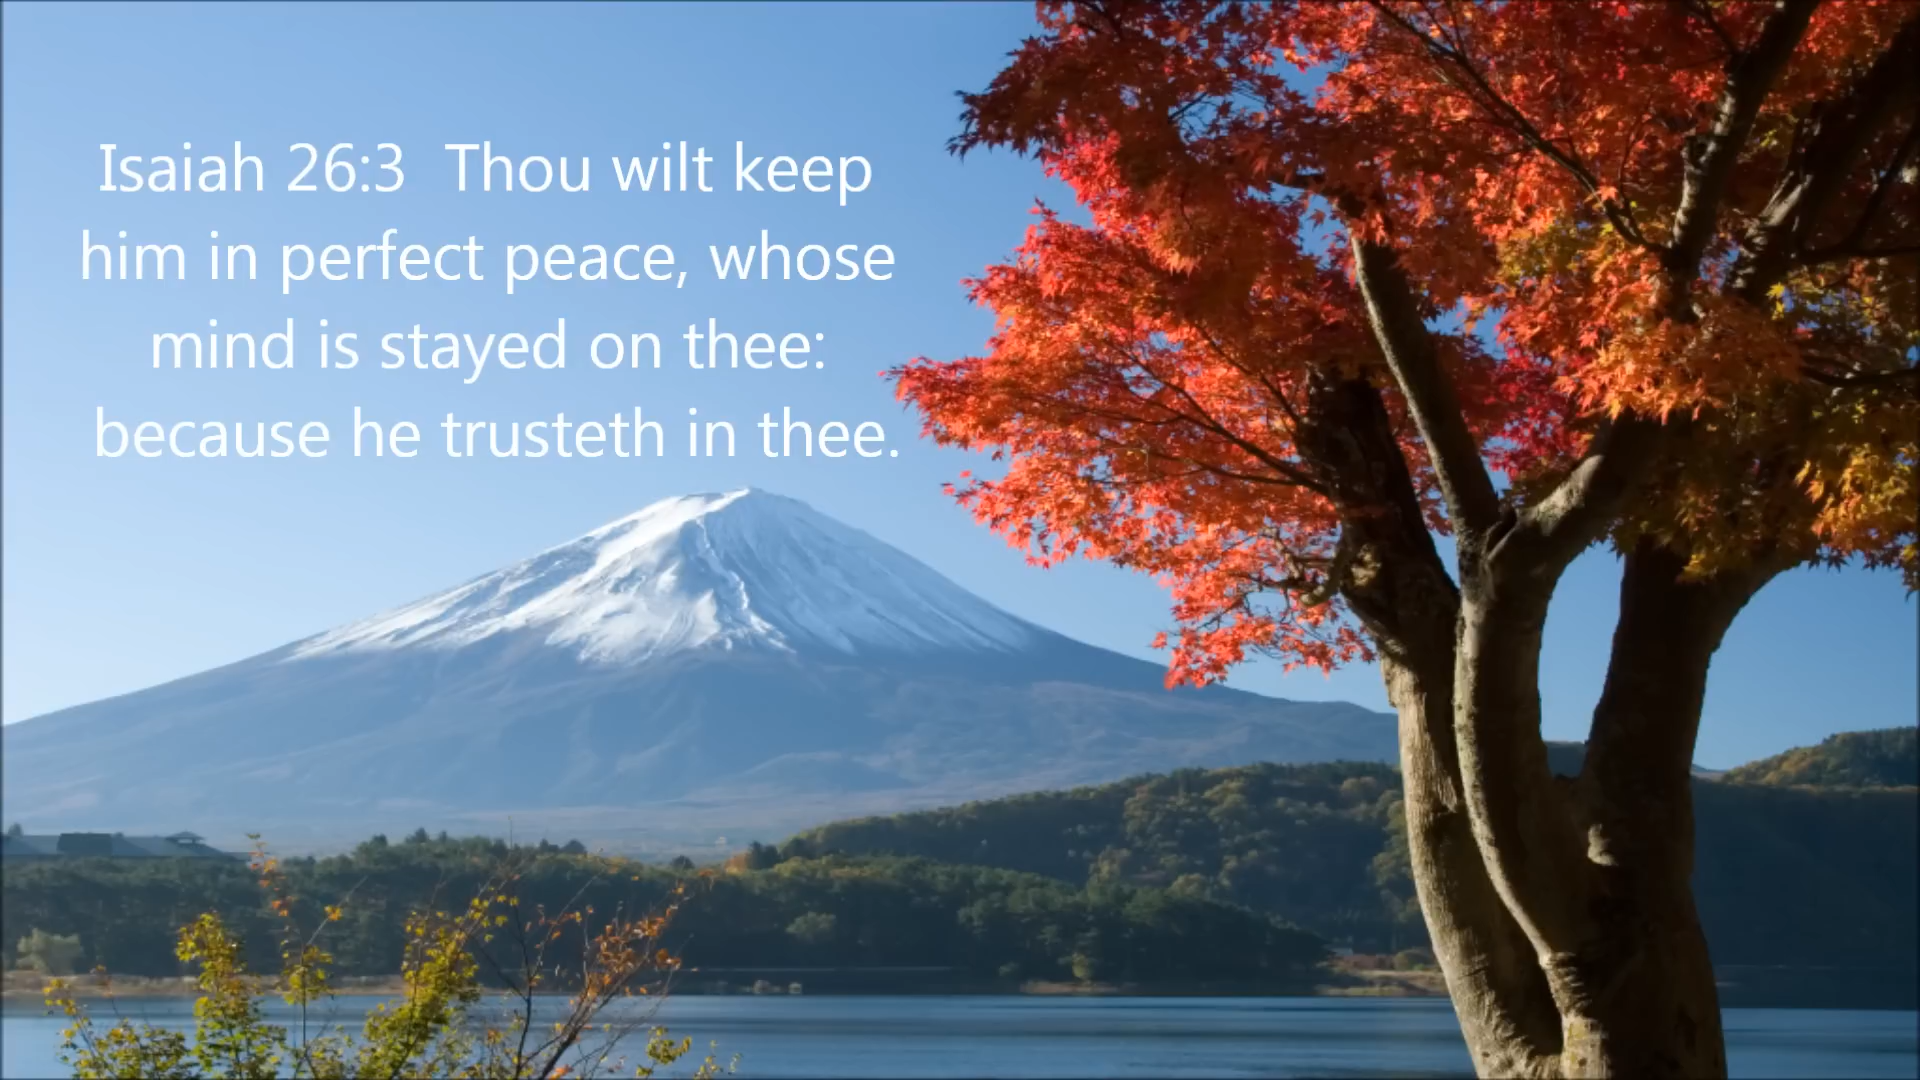 Isaiah 26:3  Thou wilt keep
him in perfect peace, whose
mind is stayed on thee:
because he trusteth in thee.